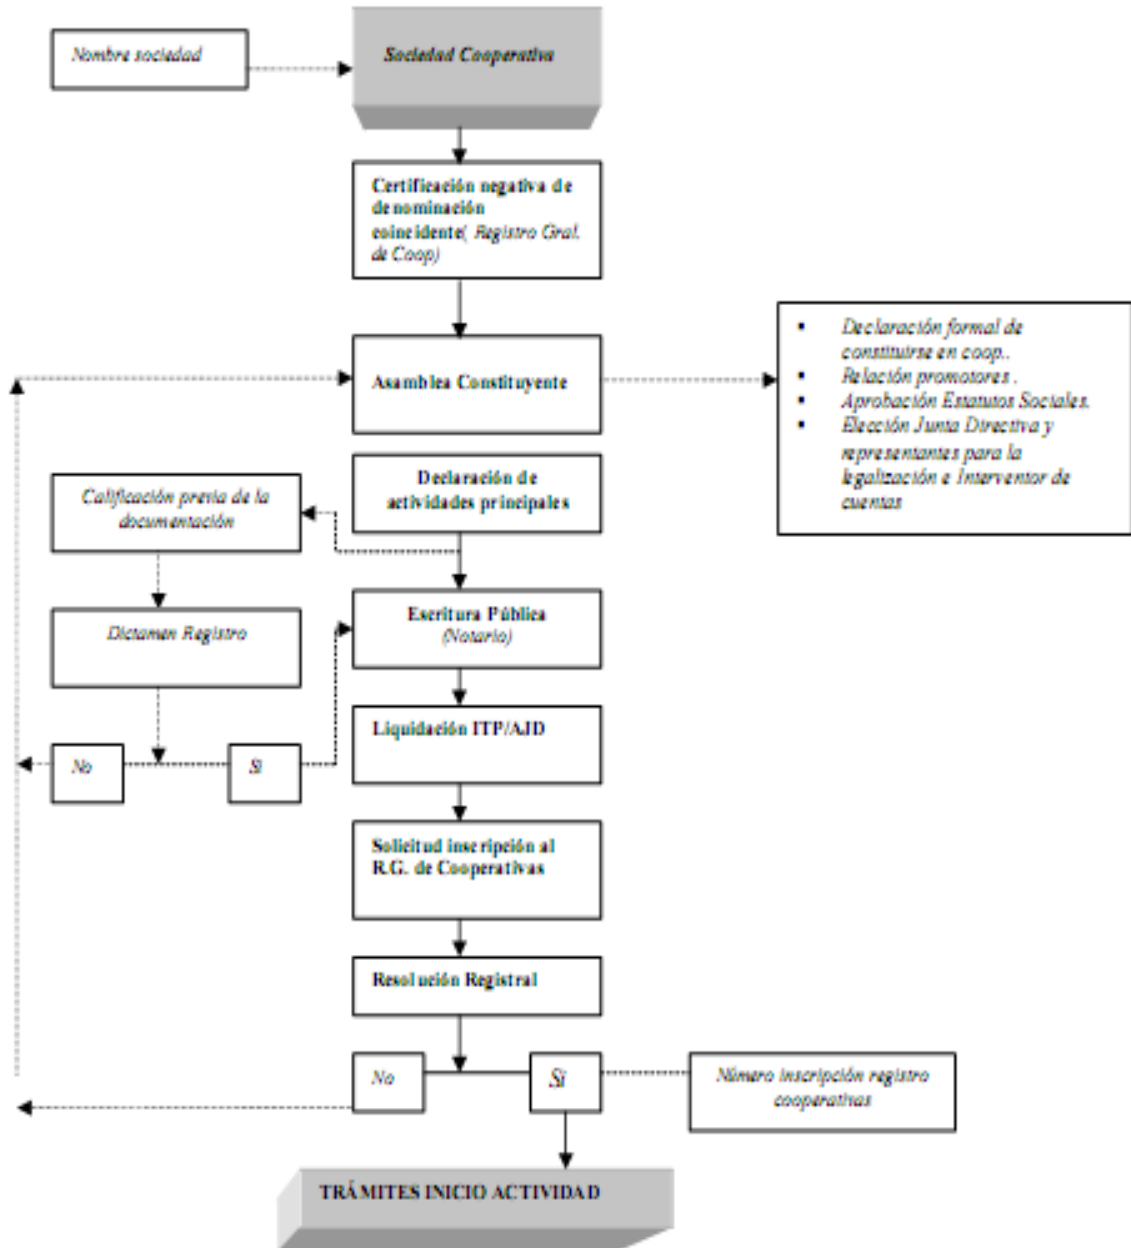 Nombre sociedad
Sociedad Cooperativa
Certificación negativa de
denominación
coincidente( Registro Gral.
de Coop)
Asamblea Constituyente
▪ Declaración formal de
constituirse en coop..
▪ Relación promotores .
▪ Aprobación Estatutos Sociales.
▪ Elección Junta Directiva y
representantes para la
legalización e Interventor de
cuentas
Declaración de
actividades principales
Calificación previa de la
documentación
Escritura Pública
(Notario)
Dictamen Registro
Liquidación ITP/AJD
No
Si
Solicitud inscripción al
R.G. de Cooperativas
Resolución Registral
No
Si
Número inscripción registro
cooperativas
TRÁMITES INICIO ACTIVIDAD